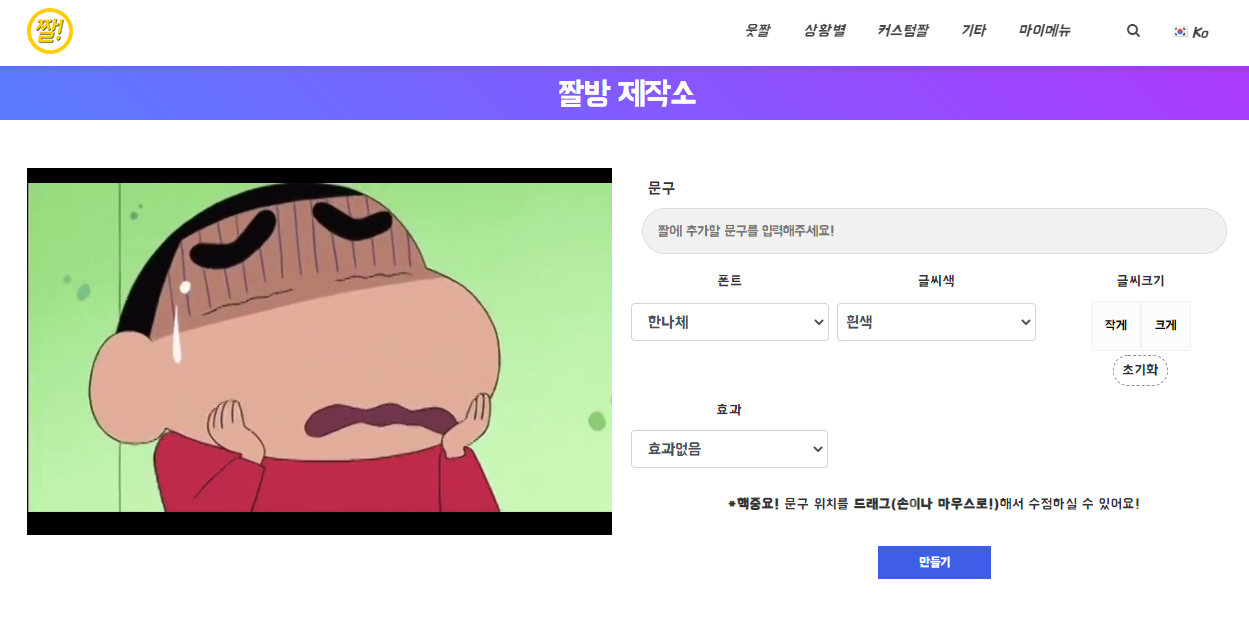 짤!
웃짤 상황별 커스텀짤 기타 마이메뉴 Ko
짤방 제작소
문구
짤에 추가할 문구를 입력해주세요!
폰트 글씨색 글씨크기
한나체 흰색 작게 크게
초기화
효과
효과없음
*핵중요! 문구 위치를 드래그(손이나 마우스로!)해서 수정하실 수 있어요!
만들기